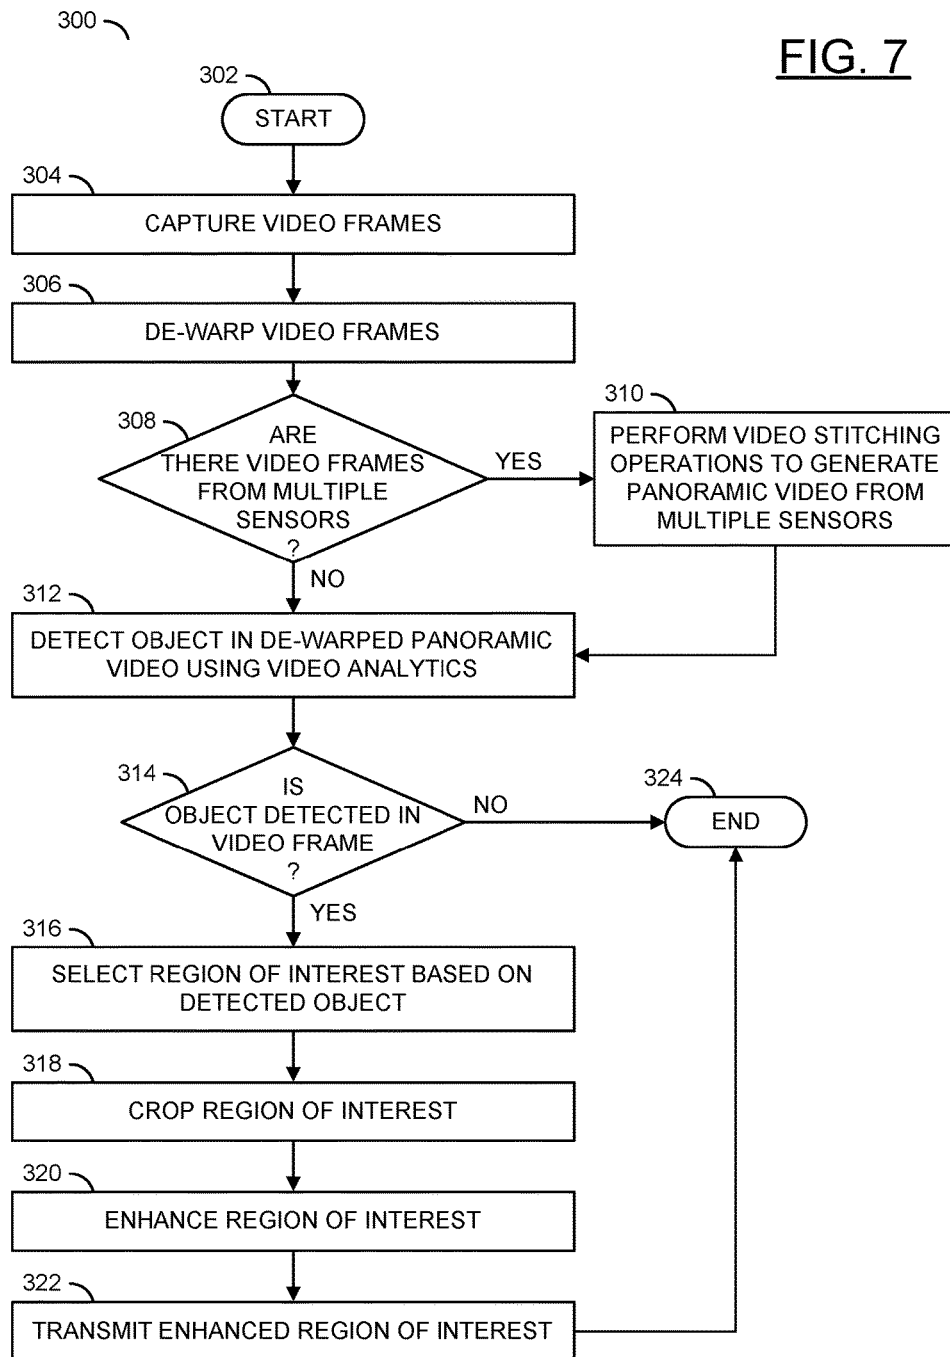 300
FIG. 7
302
START
304
CAPTURE VIDEO FRAMES
306
DE-WARP VIDEO FRAMES
308
ARE
THERE VIDEO FRAMES
FROM MULTIPLE
SENSORS
?
YES
310
PERFORM VIDEO STITCHING
OPERATIONS TO GENERATE
PANORAMIC VIDEO FROM
MULTIPLE SENSORS
NO
312
DETECT OBJECT IN DE-WARPED PANORAMIC
VIDEO USING VIDEO ANALYTICS
314
IS
OBJECT DETECTED IN
VIDEO FRAME
?
NO
324
END
YES
316
SELECT REGION OF INTEREST BASED ON
DETECTED OBJECT
318
CROP REGION OF INTEREST
320
ENHANCE REGION OF INTEREST
322
TRANSMIT ENHANCED REGION OF INTEREST